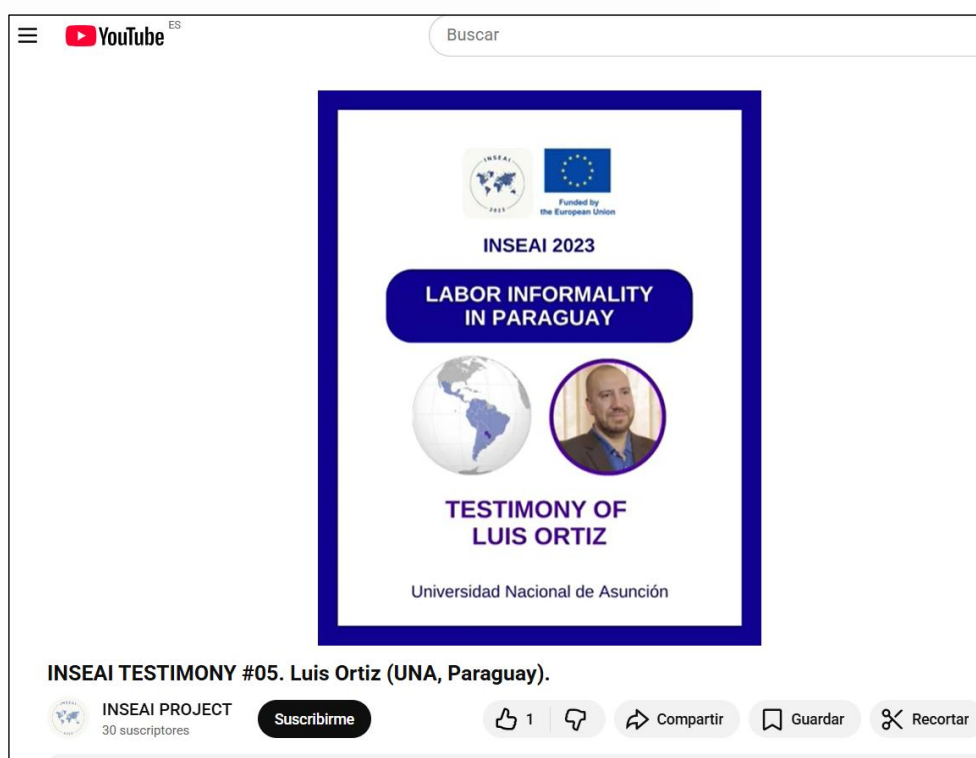 YouTube ES
Buscar
INSEAI
2023
Funded by
the European Union
INSEAI 2023
LABOR INFORMALITY
IN PARAGUAY
TESTIMONY OF
LUIS ORTIZ
Universidad Nacional de Asunción
INSEAI TESTIMONY #05. Luis Ortiz (UNA, Paraguay).
INSEAI PROJECT
30 suscriptores
Suscribirme
1
Compartir
Guardar
Recortar